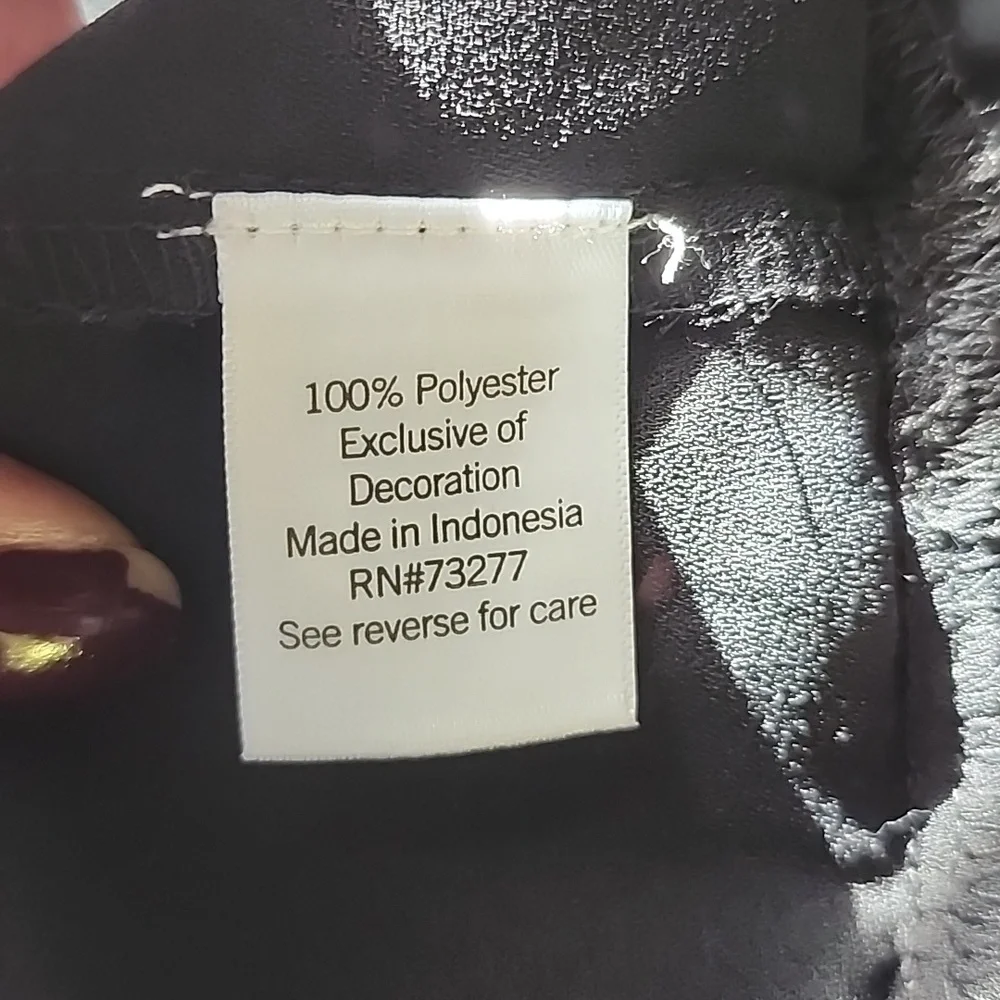 100% Polyester
Exclusive of
Decoration
Made in Indonesia
RN#73277
See reverse for care